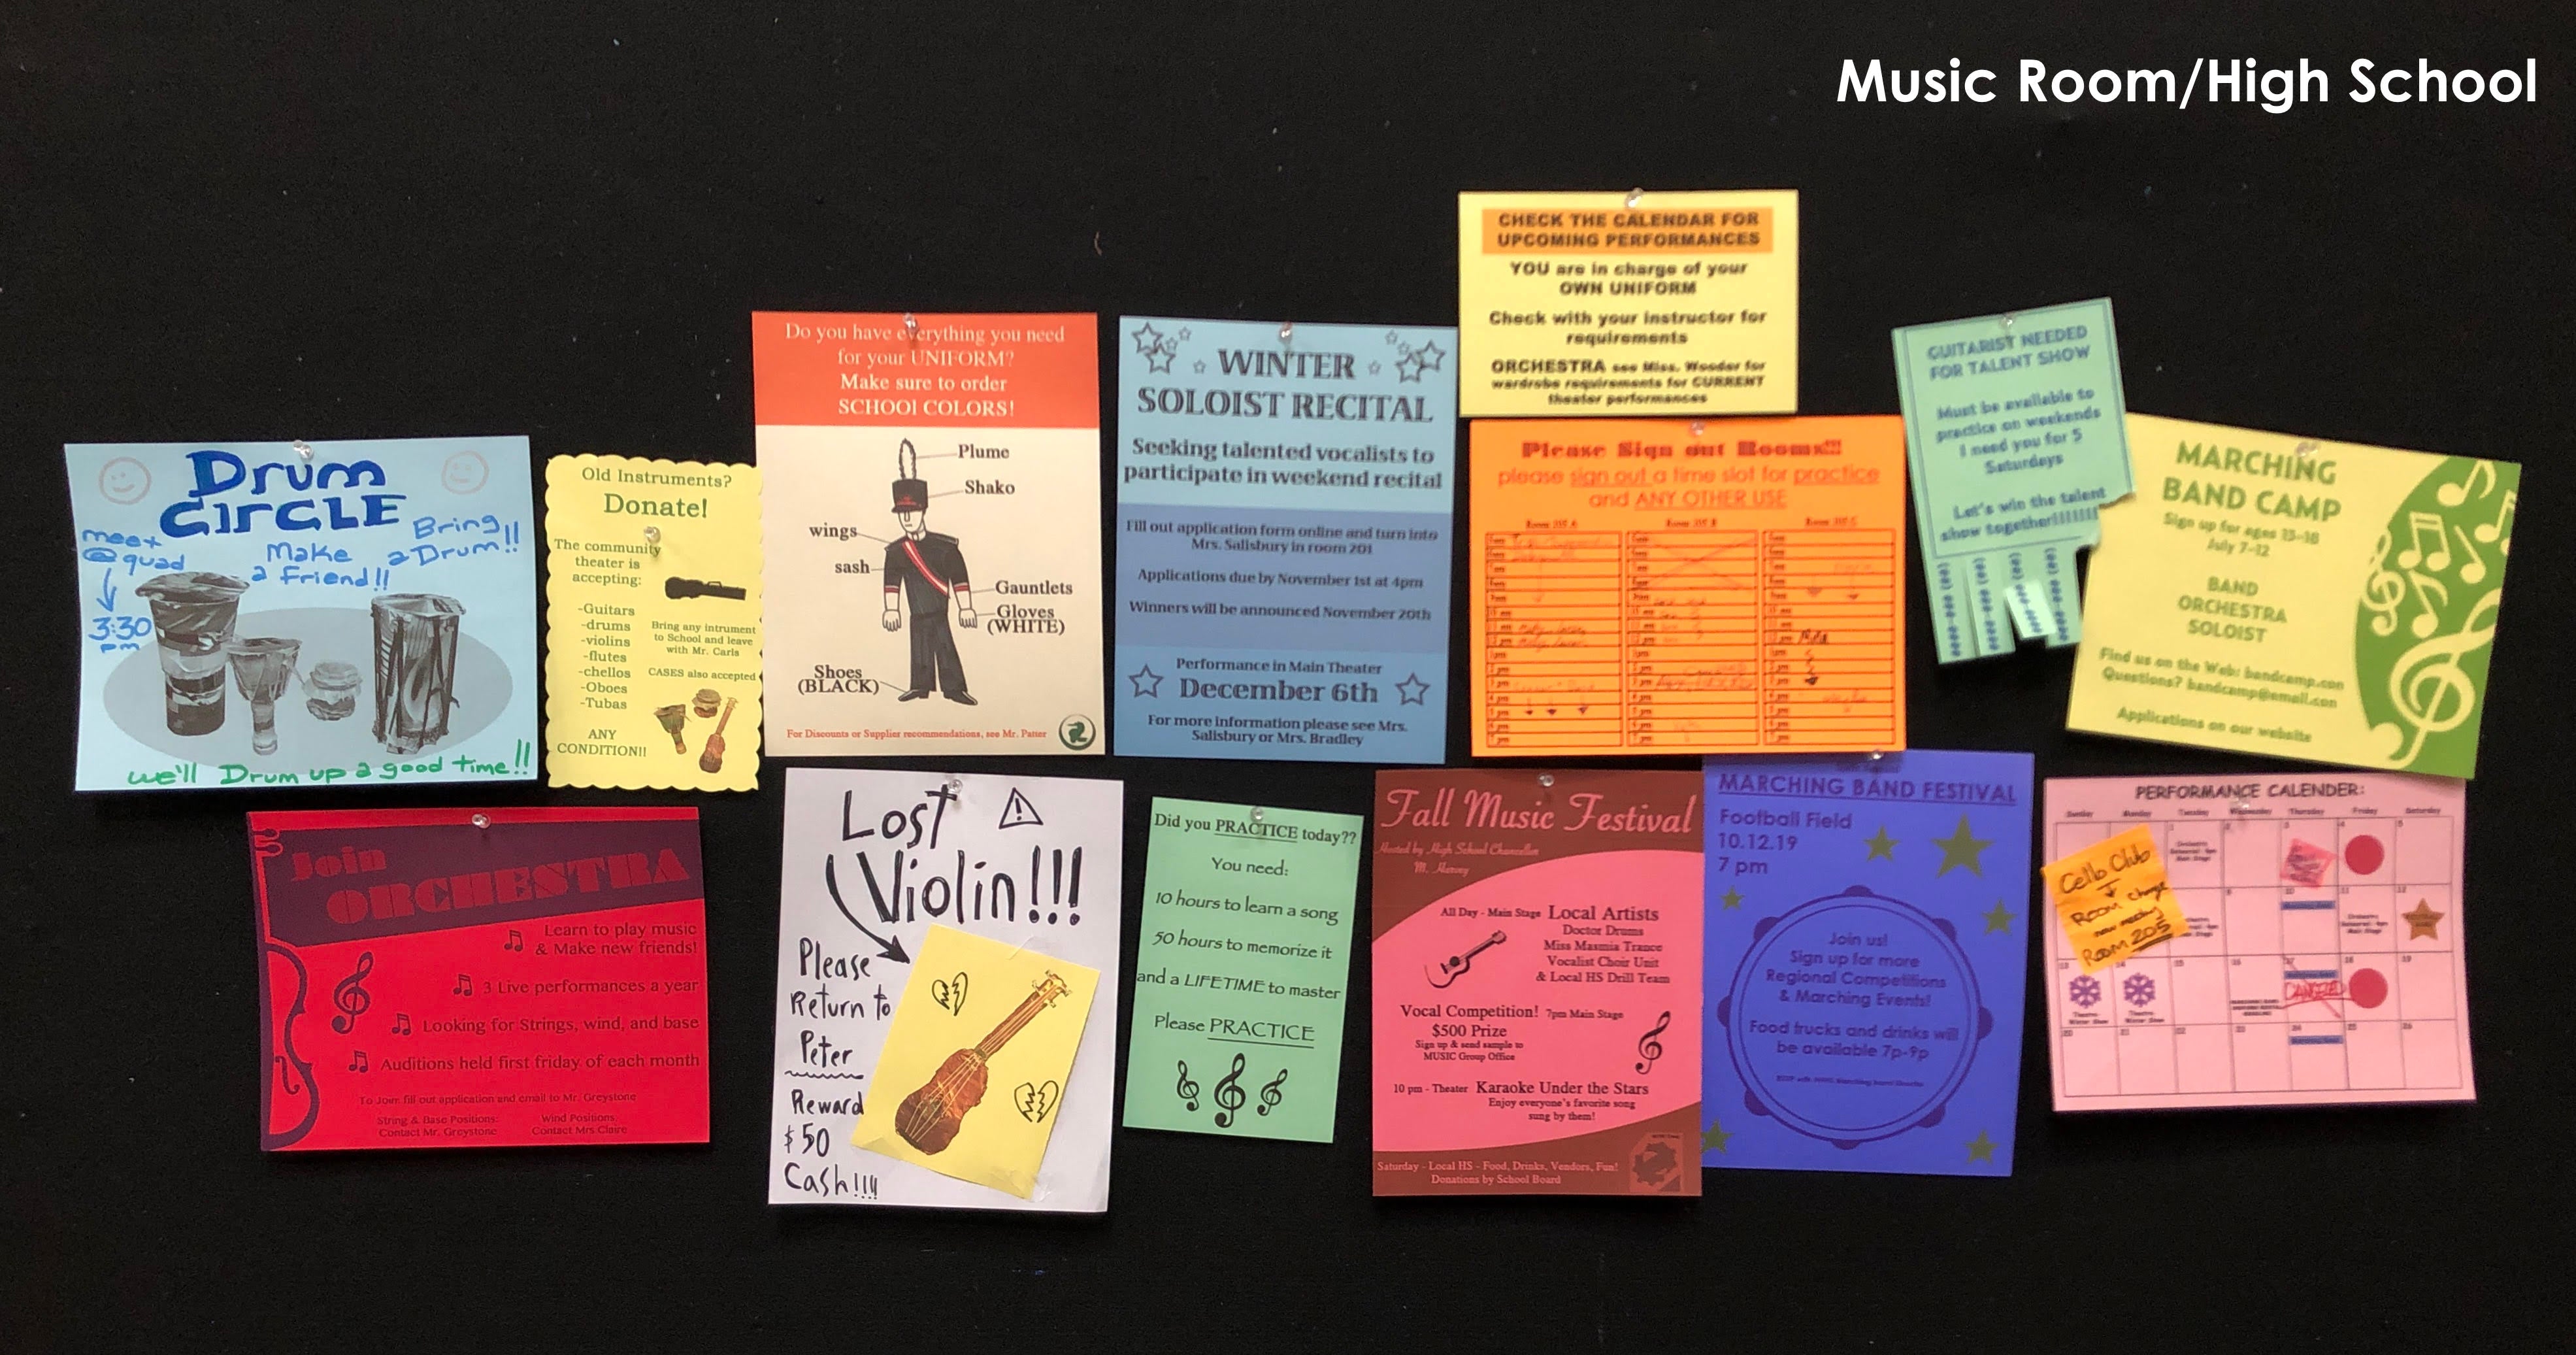 Music Room/High School
CHECK THE CALENDAR FOR
UPCOMING PERFORMANCES
YOU are in charge of your
OWN UNIFORM
Check with your instructor for
requirements
ORCHESTRA see Miss. Wooder for
wardrobe requirements for CURRENT
theater performances
Drum
CIrCLE
meet
@ quad
3:30
pm
Make
a Friend!!
Bring
a Drum!!
we'll Drum up a good time!!
Old Instruments?
Donate!
The community
theater is
accepting:
-Guitars
-drums
-violins
-flutes
-chellos
-Oboes
-Tubas
ANY
CONDITION!!
Bring any intrument
to School and leave
with Mr. Carls
CASES also accepted
Do you have everything you need
for your UNIFORM?
Make sure to order
SCHOOl COLORS!
Plume
Shako
wings
sash
Gauntlets
Gloves
(WHITE)
Shoes
(BLACK)
For Discounts or Supplier recommendations, see Mr. Patter
WINTER
SOLOIST RECITAL
Seeking talented vocalists to
participate in weekend recital
Fill out application form online and turn into
Mrs. Salisbury in room 201
Applications due by November 1st at 4pm
Winners will be announced November 20th
Performance in Main Theater
December 6th
For more information please see Mrs.
Salisbury or Mrs. Bradley
Please Sign out Rooms!!!
please sign out a time slot for practice
and ANY OTHER USE
GUITARIST NEEDED
FOR TALENT SHOW
Must be available to
practice on weekends
I need you for 5
Saturdays
Let's win the talent
show together!!!!!!!!
MARCHING
BAND CAMP
Sign up for ages 13-18
July 7-12
BAND
ORCHESTRA
SOLOIST
Find us on the Web: bandcamp.con
Questions? bandcamp@email.con
Applications on our website
Join
ORCHESTRA
Learn to play music
& Make new friends!
3 Live performances a year
Looking for Strings, wind, and base
Auditions held first friday of each month
To Join fill out application and email to Mr. Greystone
String & Base Positions:
Contact Mr. Greystone
Wind Positions
Contact Mrs Claire
Lost
Violin!!!
Please
Return to
Peter
Reward
$50
Cash!!!!
Did you PRACTICE today??
You need:
10 hours to learn a song
50 hours to memorize it
and a LIFETIME to master
Please PRACTICE
Fall Music Festival
Hosted by High School Chancellor
M. Harvey
All Day - Main Stage Local Artists
Doctor Drums
Miss Masmia Trance
Vocalist Choir Unit
& Local HS Drill Team
Vocal Competition! 7pm Main Stage
$500 Prize
Sign up & send sample to
MUSIC Group Office
10 pm - Theater Karaoke Under the Stars
Enjoy everyone's favorite song
sung by them!
Saturday - Local HS - Food, Drinks, Vendors, Fun!
Donations by School Board
MARCHING BAND FESTIVAL
Football Field
10.12.19
7 pm
Join us!
Sign up for more
Regional Competitions
& Marching Events!
Food trucks and drinks will
be available 7p-9p
PERFORMANCE CALENDER:
Sunday Monday Tuesday Wednesday Thursday Friday Saturday
Cello Club
Room change
new meeting
Room 205
CANCELED